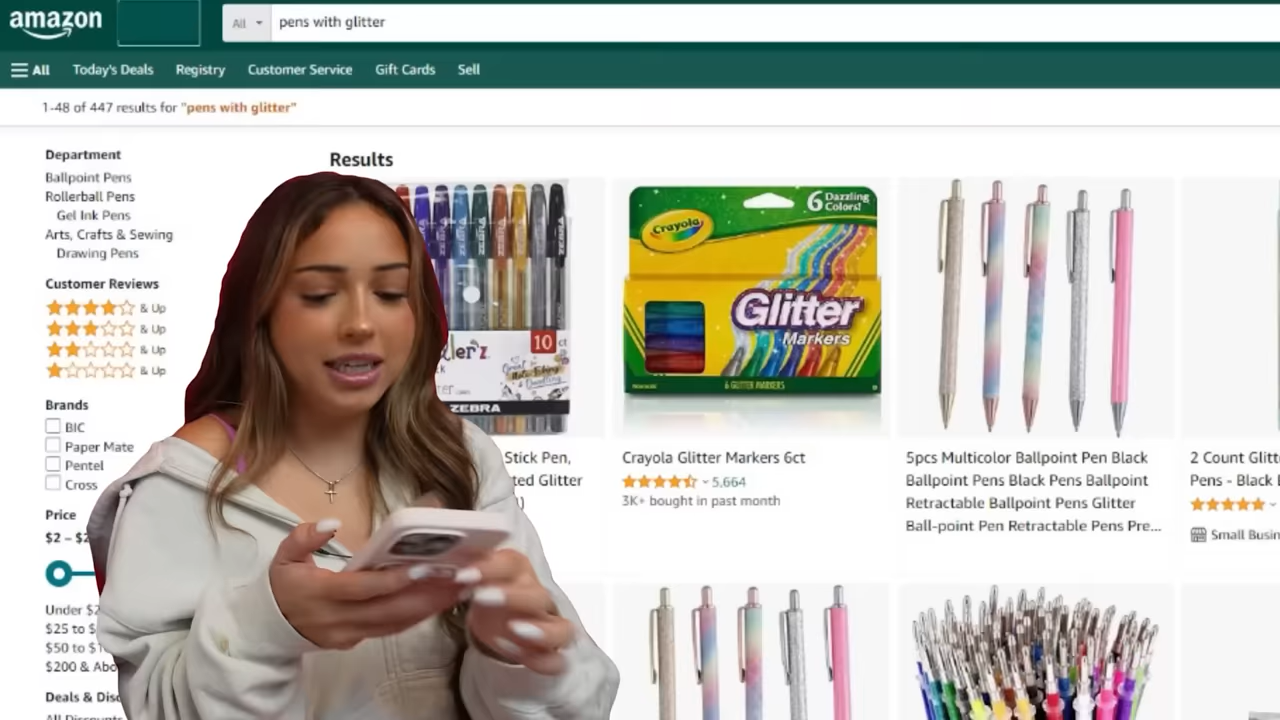 amazon
All
pens with glitter
All
Today's Deals
Registry
Customer Service
Gift Cards
Sell
1-48 of 447 results for "pens with glitter"
Department
Ballpoint Pens
Rollerball Pens
Gel Ink Pens
Arts, Crafts & Sewing
Drawing Pens
Customer Reviews
& Up
& Up
& Up
& Up
Brands
BIC
Paper Mate
Pentel
Cross
Price
$2 –
Under
$25 to
$50 to
$200 &
Deals &
All Discounts
Results
ZEBRA
10 ct
ZEBRA
Stick Pen,
Glitter
Crayola
6 Dazzling
Colors!
Glitter
Markers
6 GLITTER MARKERS
Crayola Glitter Markers 6ct
5,664
3K+ bought in past month
5pcs Multicolor Ballpoint Pen Black
Ballpoint Pens Black Pens Ballpoint
Retractable Ballpoint Pens Glitter
Ball-point Pen Retractable Pens Pre...
2 Count
Pens - Black
Small